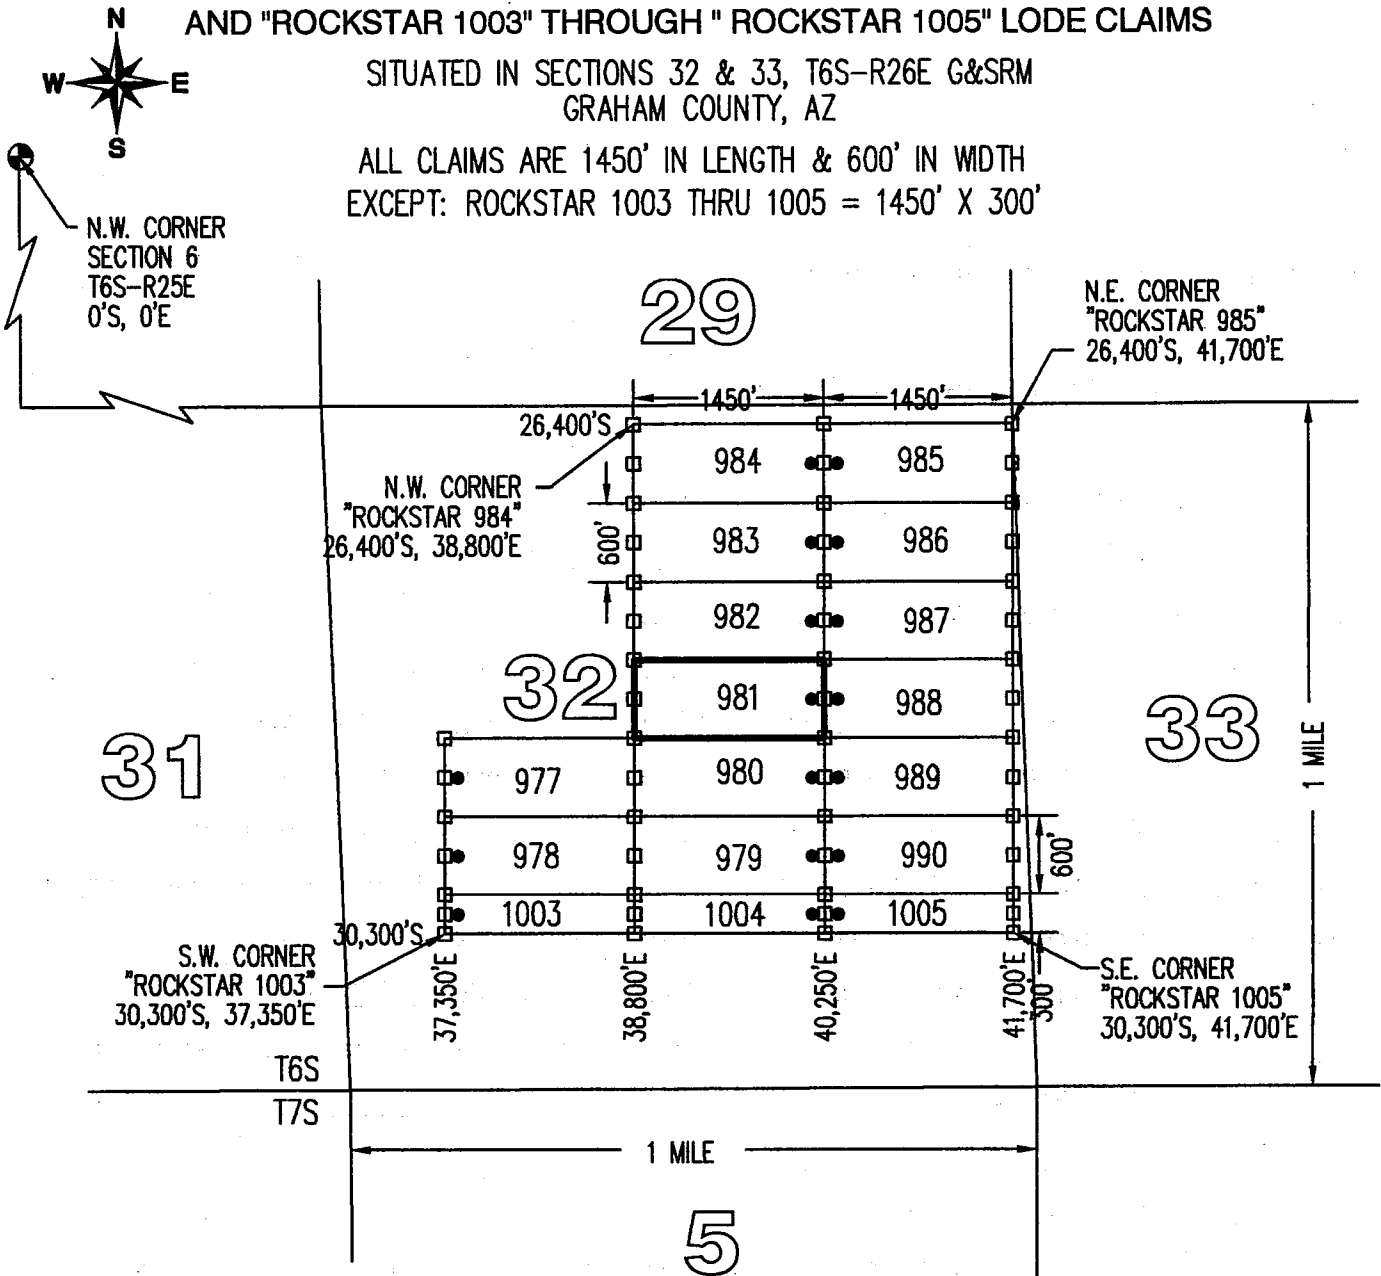 AND "ROCKSTAR 1003" THROUGH " ROCKSTAR 1005" LODE CLAIMS
N
W E
S
SITUATED IN SECTIONS 32 & 33, T6S-R26E G&SRM
GRAHAM COUNTY, AZ
ALL CLAIMS ARE 1450' IN LENGTH & 600' IN WIDTH
EXCEPT: ROCKSTAR 1003 THRU 1005 = 1450' X 300'
N.W. CORNER
SECTION 6
T6S-R25E
0'S, 0'E
29
N.E. CORNER
"ROCKSTAR 985"
26,400'S, 41,700'E
1450' 1450'
26,400'S
N.W. CORNER
"ROCKSTAR 984"
26,400'S, 38,800'E
600'
984 985
983 986
982 987
32
981 988
31
33
1 MILE
977 980 989
978 979 990
600'
1003 1004 1005
30,300'S
S.W. CORNER
"ROCKSTAR 1003"
30,300'S, 37,350'E
37,350'E
38,800'E
40,250'E
41,700'E
300'
S.E. CORNER
"ROCKSTAR 1005"
30,300'S, 41,700'E
T6S
T7S
1 MILE
5